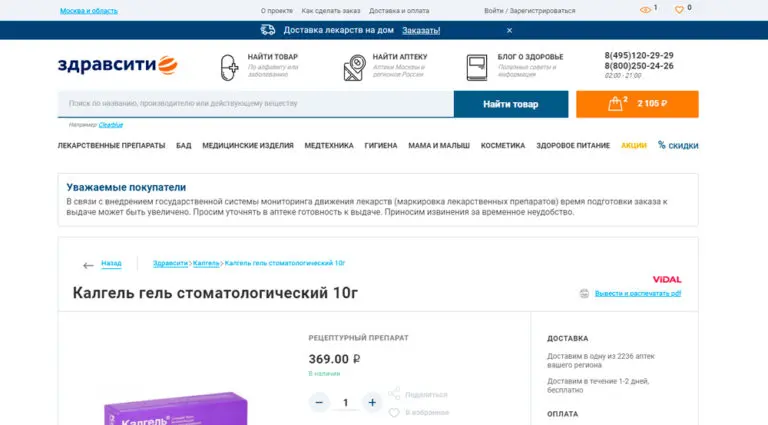 Москва и область
О проекте Как сделать заказ Доставка и оплата
Войти / Зарегистрироваться
1
0
Доставка лекарств на дом Заказать! ×
здравсити
НАЙТИ ТОВАР
По алфавиту или
заболеванию
НАЙТИ АПТЕКУ
Аптеки Москвы и
регионов России
БЛОГ О ЗДОРОВЬЕ
Полезные советы и
информация
8(495)120-29-29
8(800)250-24-26
02:00 - 21:00
Поиск по названию, производителю или действующему веществу
Найти товар
2 2 105 ₽
Например Clearblue
ЛЕКАРСТВЕННЫЕ ПРЕПАРАТЫ БАД МЕДИЦИНСКИЕ ИЗДЕЛИЯ МЕДТЕХНИКА ГИГИЕНА МАМА И МАЛЫШ КОСМЕТИКА ЗДОРОВОЕ ПИТАНИЕ АКЦИИ % СКИДКИ
Уважаемые покупатели
В связи с внедрением государственной системы мониторинга движения лекарств (маркировка лекарственных препаратов) время подготовки заказа к
выдаче может быть увеличено. Просим уточнять в аптеке готовность к выдаче. Приносим извинения за временное неудобство.
← Назад
Здравсити > Калгель > Калгель гель стоматологический 10г
ViDAL
Калгель гель стоматологический 10г
Вывести и распечатать pdf
РЕЦЕПТУРНЫЙ ПРЕПАРАТ
369.00 ₽
В наличии
− 1 +
Поделиться
В избранное
Калгель
ДОСТАВКА
Доставим в одну из 2236 аптек
вашего региона
Доставим в течение 1-2 дней,
бесплатно
ОПЛАТА